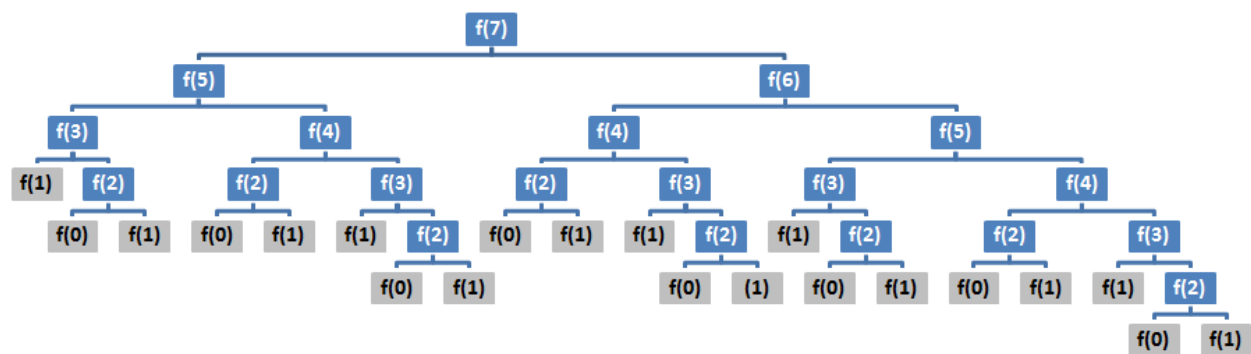 f(7)
f(5) f(6)
f(3) f(4) f(4) f(5)
f(1) f(2) f(2) f(3) f(2) f(3) f(3) f(4)
f(0) f(1) f(0) f(1) f(1) f(2) f(0) f(1) f(1) f(2) f(1) f(2) f(2) f(3)
f(0) f(1) f(0) (1) f(0) f(1) f(0) f(1) f(1) f(2)
f(0) f(1)